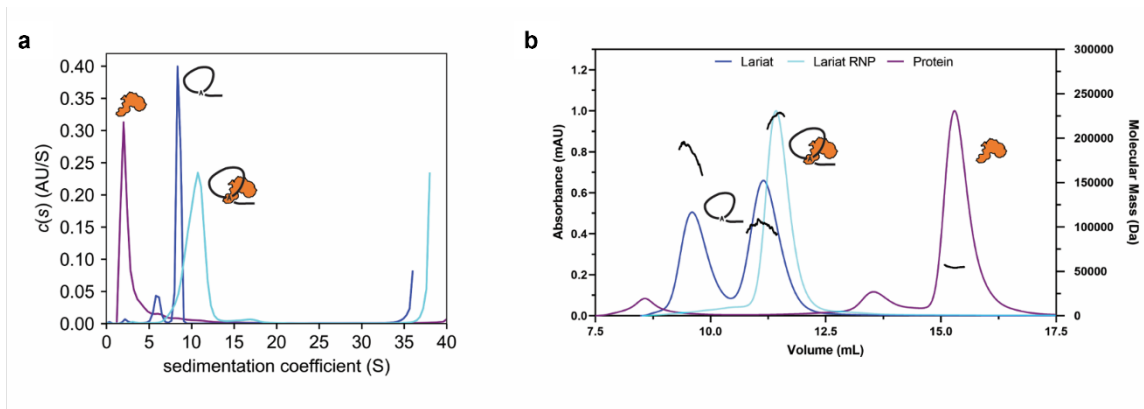 a
c(s) (AU/S)
0.40
0.35
0.30
0.25
0.20
0.15
0.10
0.05
0.00
0 5 10 15 20 25 30 35 40
sedimentation coefficient (S)
A
A
b
Lariat Lariat RNP Protein
Absorbance (mAU)
1.2
1.0
0.8
0.6
0.4
0.2
0.0
7.5 10.0 12.5 15.0 17.5
Volume (mL)
300000
250000
200000
150000
100000
50000
0
Molecular Mass (Da)
A
A